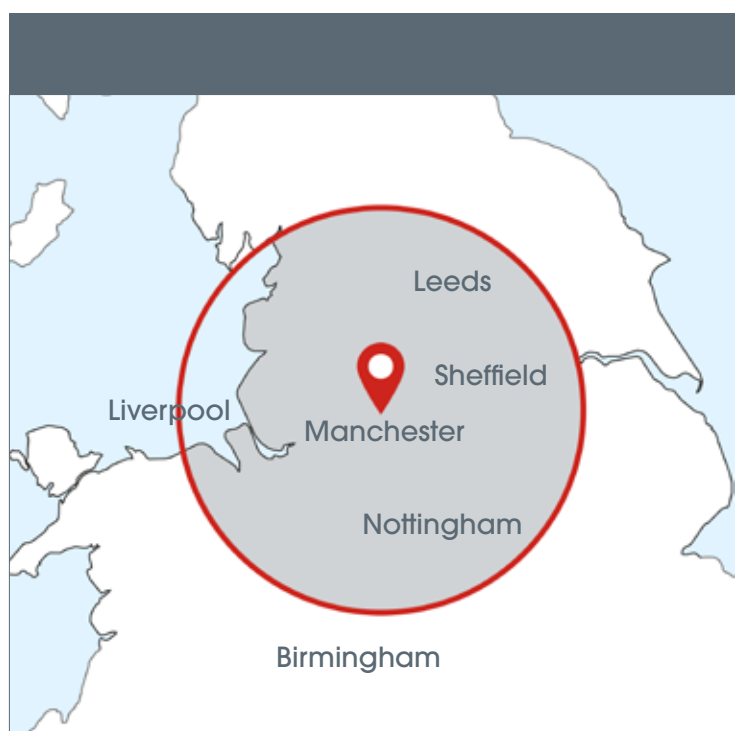 Leeds
Sheffield
Liverpool
Manchester
Nottingham
Birmingham